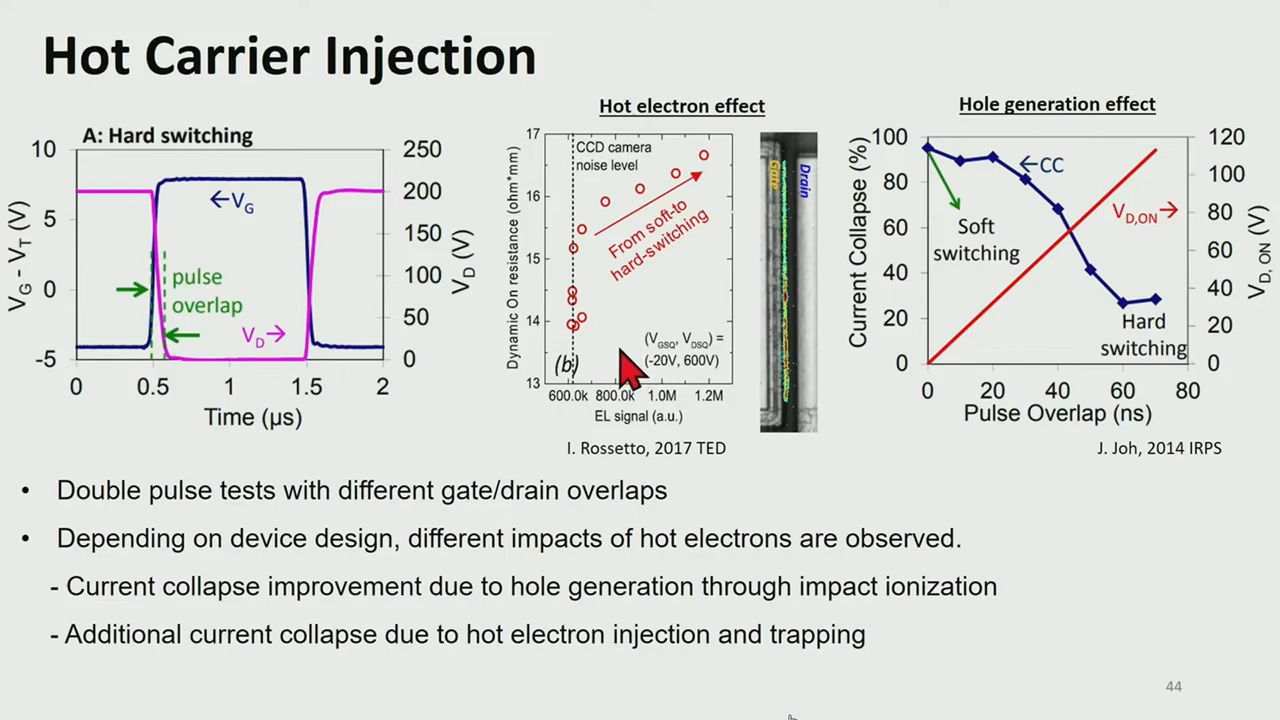 Hot Carrier Injection
A: Hard switching
10
5
0
-5
V_G - V_T (V)
250
200
150
100
50
0
V_D (V)
←V_G
pulse
overlap
V_D→
0
0.5
1
1.5
2
Time (µs)
Hot electron effect
17
16
15
14
13
Dynamic On resistance (ohm*mm)
CCD camera
noise level
From soft-to
hard-switching
(V_GSQ, V_DSQ) =
(-20V, 600V)
(b)
600.0k
800.0k
1.0M
1.2M
EL signal (a.u.)
Gate
Drain
I. Rossetto, 2017 TED
Hole generation effect
100
80
60
40
20
0
Current Collapse (%)
120
100
80
60
40
20
0
V_D, ON (V)
←CC
V_D,ON→
Soft
switching
Hard
switching
0
20
40
60
80
Pulse Overlap (ns)
J. Joh, 2014 IRPS
• Double pulse tests with different gate/drain overlaps
• Depending on device design, different impacts of hot electrons are observed.
- Current collapse improvement due to hole generation through impact ionization
- Additional current collapse due to hot electron injection and trapping
44